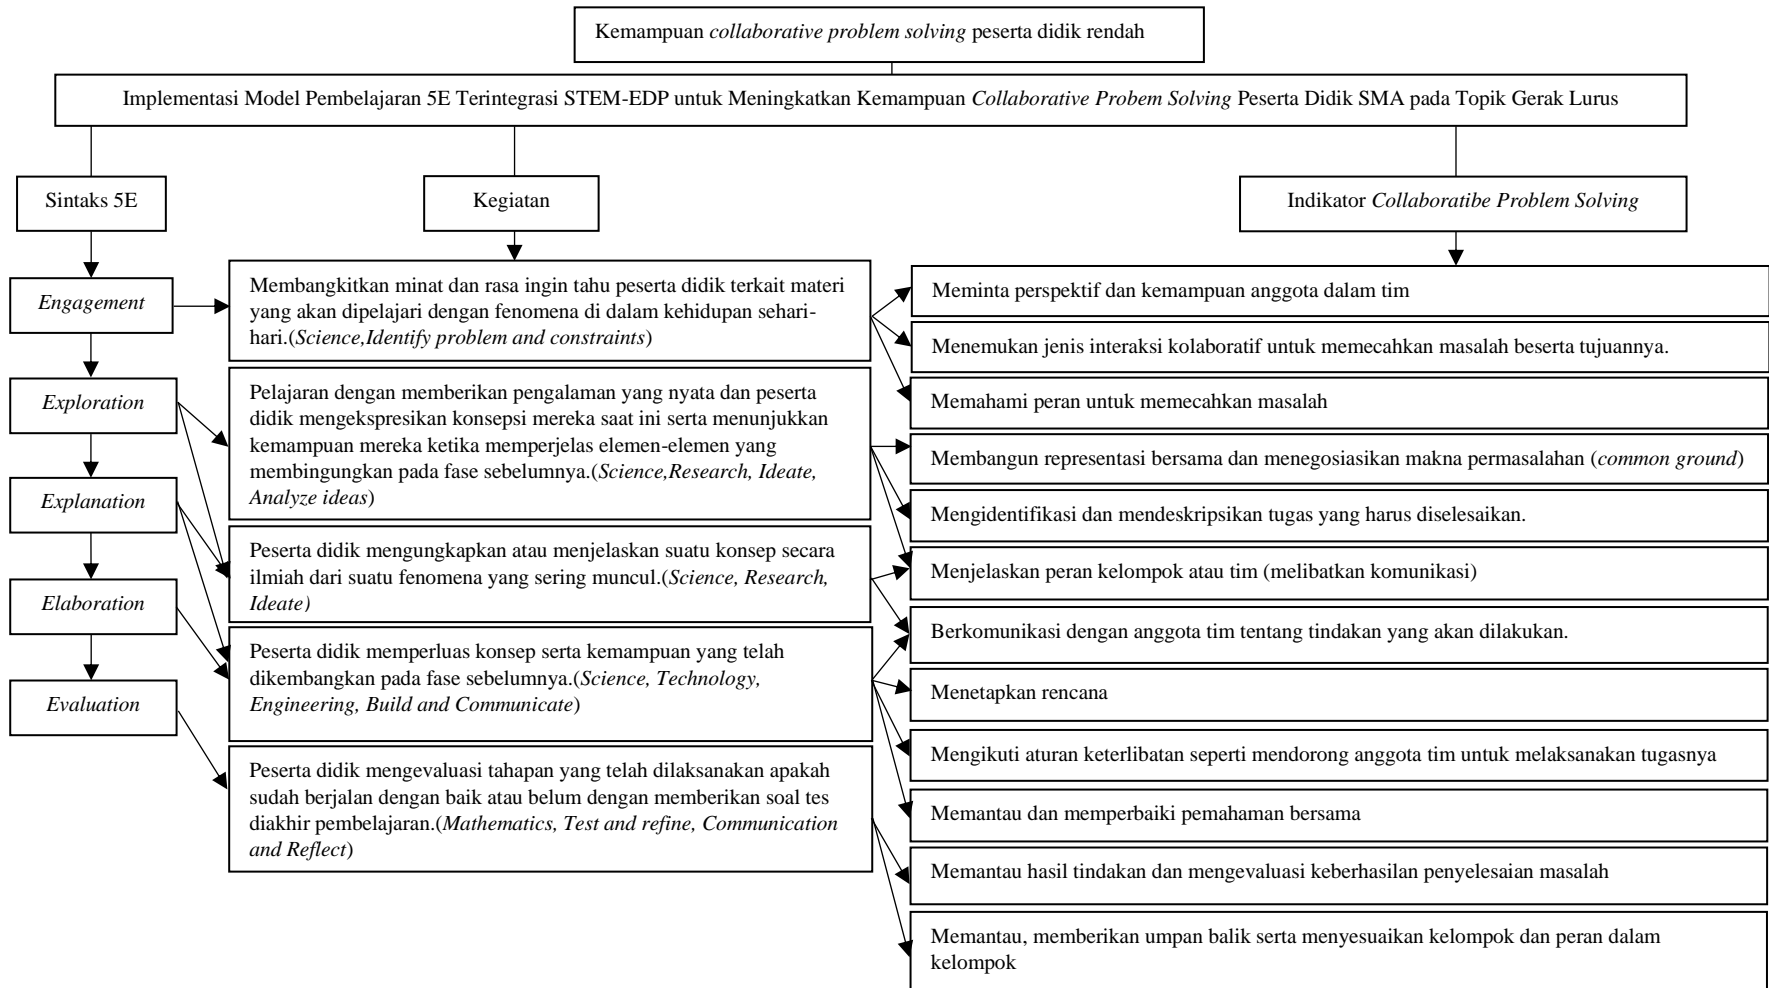 Kemampuan collaborative problem solving peserta didik rendah
Implementasi Model Pembelajaran 5E Terintegrasi STEM-EDP untuk Meningkatkan Kemampuan Collaborative Probem Solving Peserta Didik SMA pada Topik Gerak Lurus
Sintaks 5E
Kegiatan
Indikator Collaboratibe Problem Solving
Engagement
Exploration
Explanation
Elaboration
Evaluation
Membangkitkan minat dan rasa ingin tahu peserta didik terkait materi
yang akan dipelajari dengan fenomena di dalam kehidupan sehari-
hari.(Science,Identify problem and constraints)
Pelajaran dengan memberikan pengalaman yang nyata dan peserta
didik mengekspresikan konsepsi mereka saat ini serta menunjukkan
kemampuan mereka ketika memperjelas elemen-elemen yang
membingungkan pada fase sebelumnya.(Science,Research, Ideate,
Analyze ideas)
Peserta didik mengungkapkan atau menjelaskan suatu konsep secara
ilmiah dari suatu fenomena yang sering muncul.(Science, Research,
Ideate)
Peserta didik memperluas konsep serta kemampuan yang telah
dikembangkan pada fase sebelumnya.(Science, Technology,
Engineering, Build and Communicate)
Peserta didik mengevaluasi tahapan yang telah dilaksanakan apakah
sudah berjalan dengan baik atau belum dengan memberikan soal tes
diakhir pembelajaran.(Mathematics, Test and refine, Communication
and Reflect)
Meminta perspektif dan kemampuan anggota dalam tim
Menemukan jenis interaksi kolaboratif untuk memecahkan masalah beserta tujuannya.
Memahami peran untuk memecahkan masalah
Membangun representasi bersama dan menegosiasikan makna permasalahan (common ground)
Mengidentifikasi dan mendeskripsikan tugas yang harus diselesaikan.
Menjelaskan peran kelompok atau tim (melibatkan komunikasi)
Berkomunikasi dengan anggota tim tentang tindakan yang akan dilakukan.
Menetapkan rencana
Mengikuti aturan keterlibatan seperti mendorong anggota tim untuk melaksanakan tugasnya
Memantau dan memperbaiki pemahaman bersama
Memantau hasil tindakan dan mengevaluasi keberhasilan penyelesaian masalah
Memantau, memberikan umpan balik serta menyesuaikan kelompok dan peran dalam
kelompok